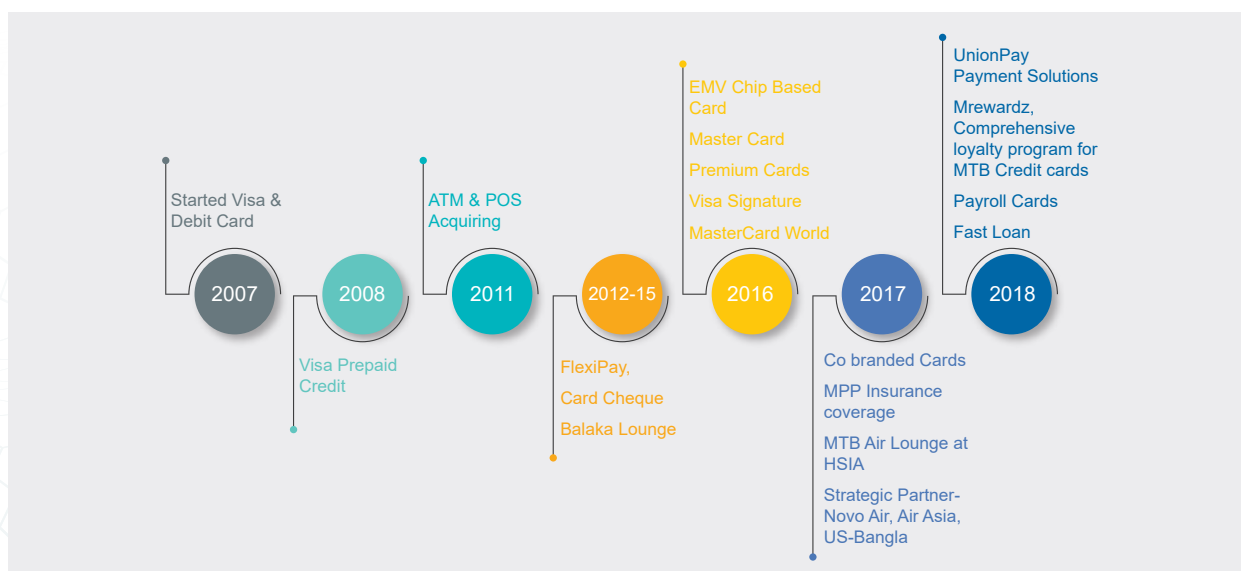 Started Visa &
Debit Card
2007
2008
Visa Prepaid
Credit
ATM & POS
Acquiring
2011
2012-15
FlexiPay,
Card Cheque
Balaka Lounge
EMV Chip Based
Card
Master Card
Premium Cards
Visa Signature
MasterCard World
2016
2017
Co branded Cards
MPP Insurance
coverage
MTB Air Lounge at
HSIA
Strategic Partner-
Novo Air, Air Asia,
US-Bangla
UnionPay
Payment Solutions
Mrewardz,
Comprehensive
loyalty program for
MTB Credit cards
Payroll Cards
Fast Loan
2018